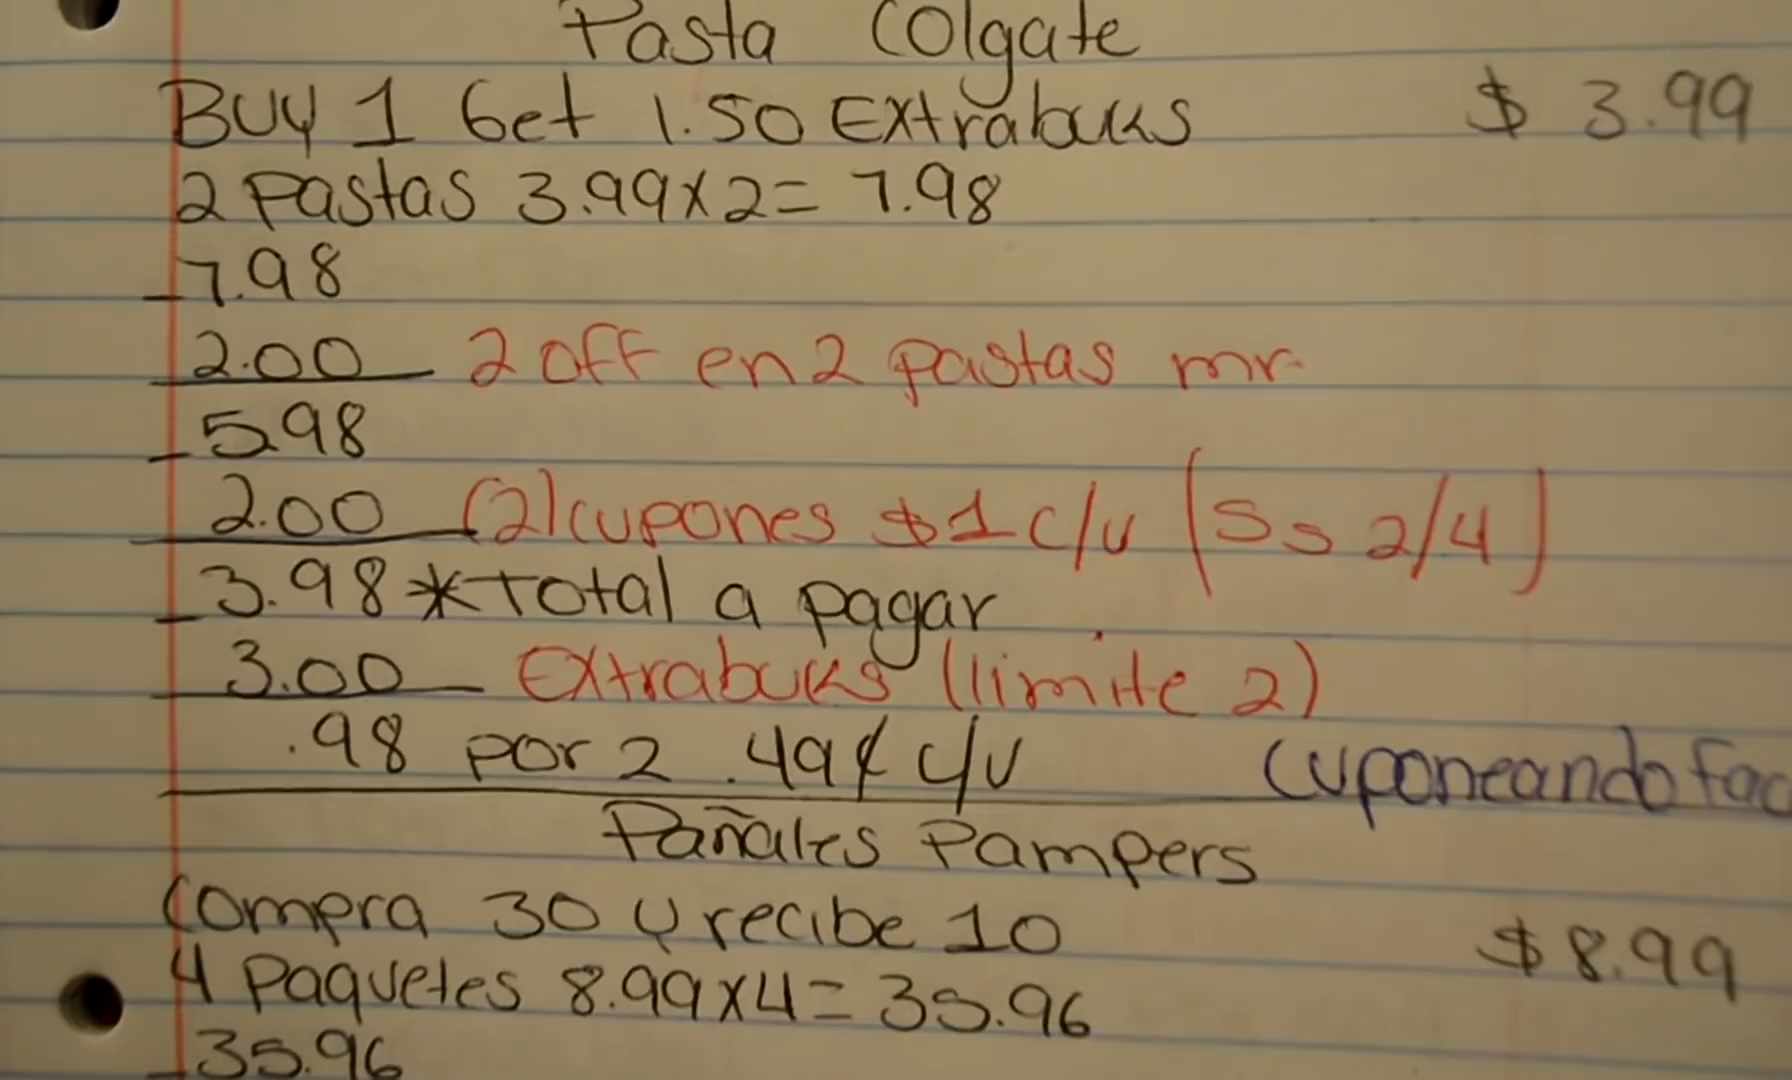 Pasta Colgate
BUY 1 Get 1.50 Extrabuks $ 3.99
2 Pastas 3.99x2= 7.98
7.98
2.00 2 off en 2 pastas mr.
5.98
2.00 (2) cupones $1 c/u (Ss 2/4)
3.98 * Total a pagar
3.00 Extrabuks (limite 2)
.98 por 2 .49¢ c/u
Cuponeando Fac
Pañales Pampers
Compra 30 y recibe 10 $8.99
4 Paquetes 8.99x4= 35.96
35.96